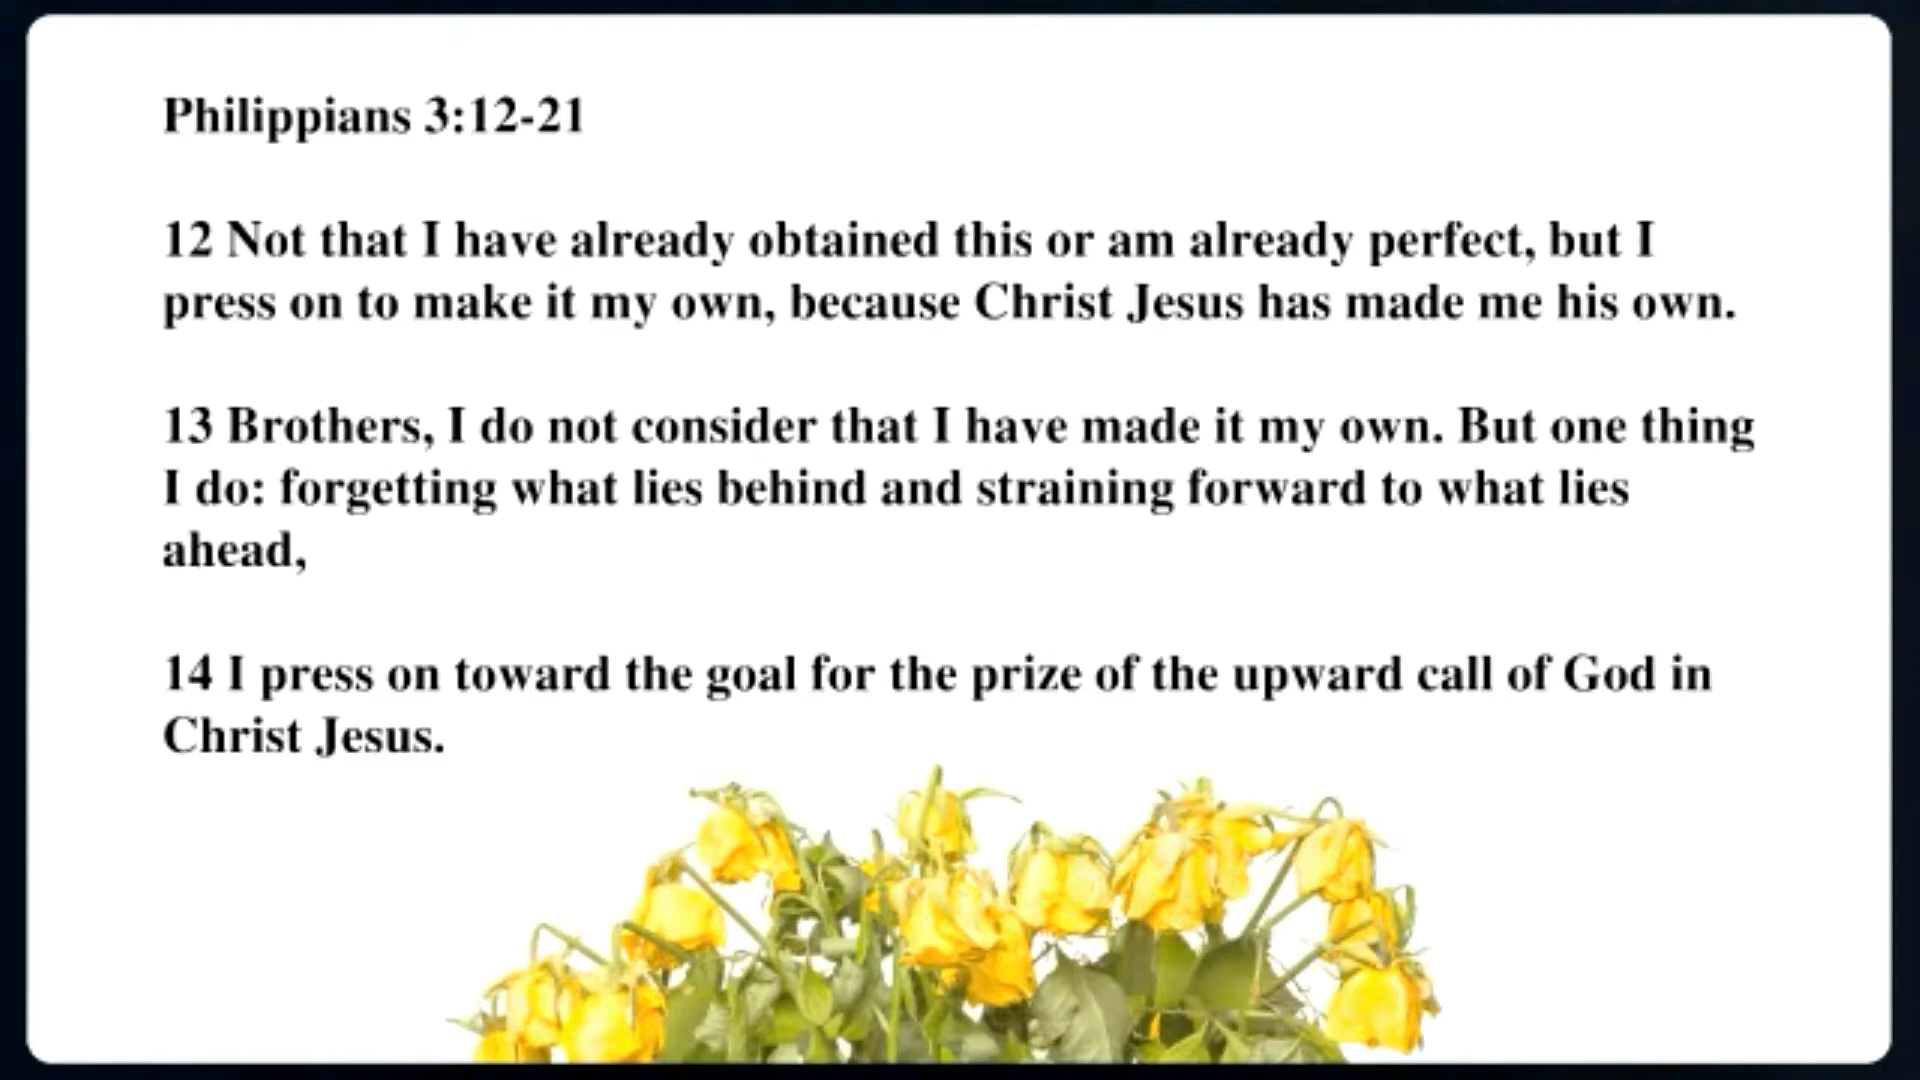 Philippians 3:12-21
12 Not that I have already obtained this or am already perfect, but I
press on to make it my own, because Christ Jesus has made me his own.
13 Brothers, I do not consider that I have made it my own. But one thing
I do: forgetting what lies behind and straining forward to what lies
ahead,
14 I press on toward the goal for the prize of the upward call of God in
Christ Jesus.